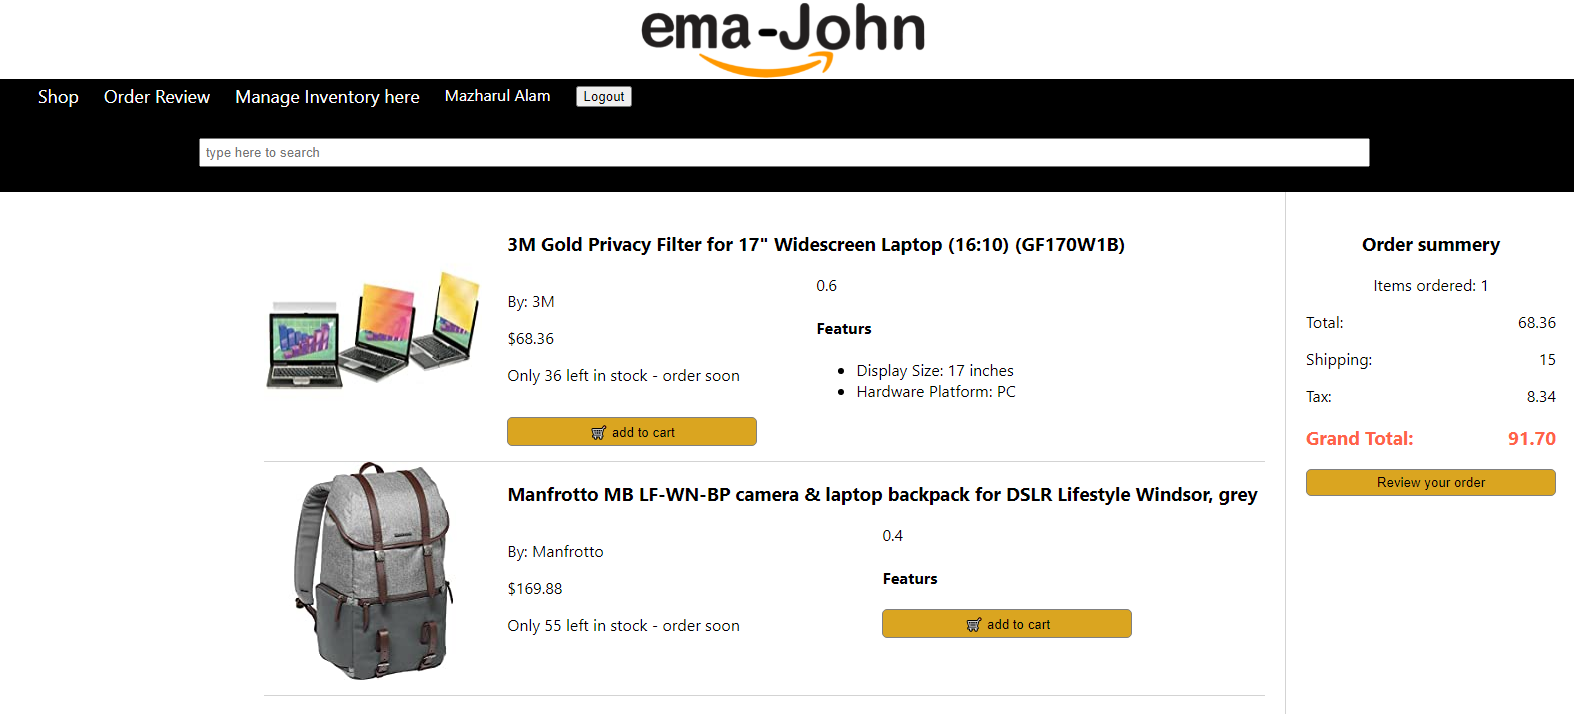 ema-John
Shop Order Review Manage Inventory here Mazharul Alam Logout
type here to search
3M Gold Privacy Filter for 17" Widescreen Laptop (16:10) (GF170W1B)
By: 3M
$68.36
Only 36 left in stock - order soon
add to cart
0.6
Featurs
Display Size: 17 inches
Hardware Platform: PC
Manfrotto MB LF-WN-BP camera & laptop backpack for DSLR Lifestyle Windsor, grey
By: Manfrotto
$169.88
Only 55 left in stock - order soon
0.4
Featurs
add to cart
Order summery
Items ordered: 1
Total: 68.36
Shipping: 15
Tax: 8.34
Grand Total: 91.70
Review your order